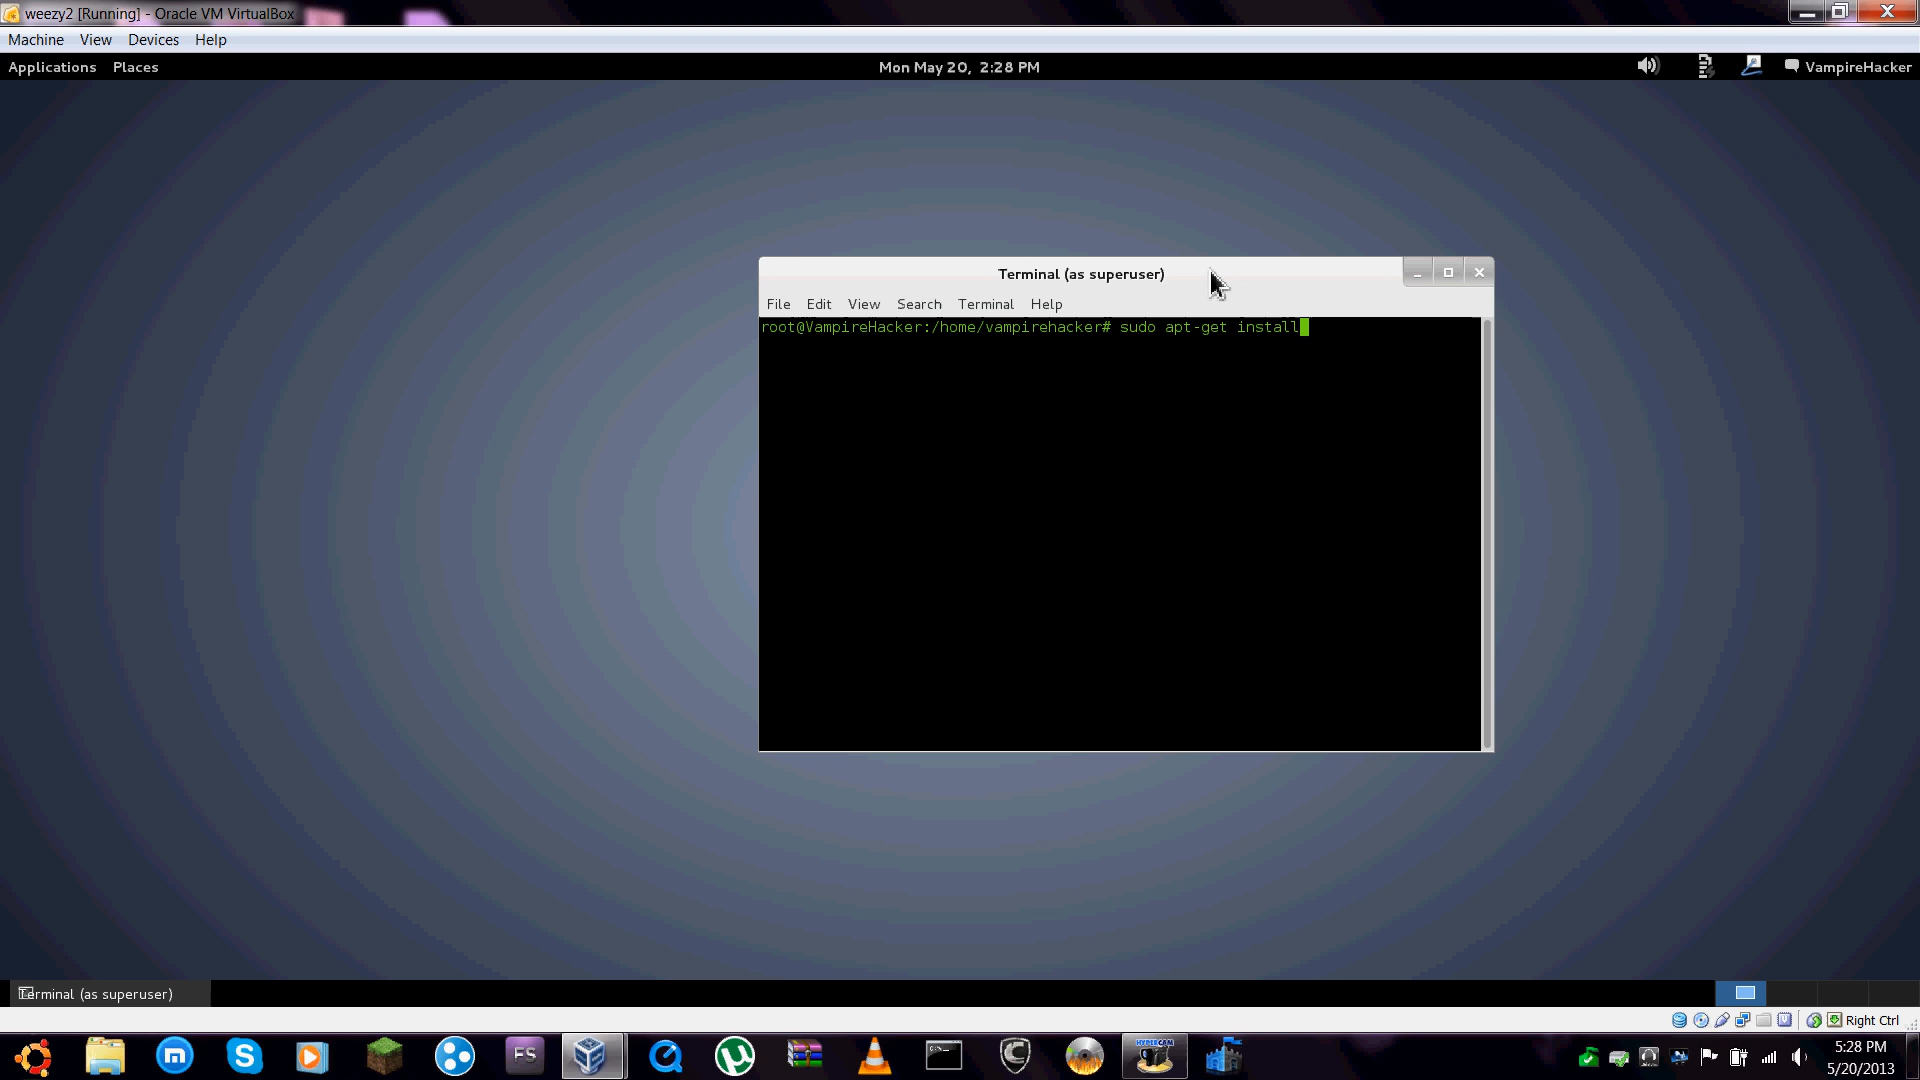 weezy2 [Running] - Oracle VM VirtualBox
Machine View Devices Help
Applications Places Mon May 20, 2:28 PM VampireHacker
Terminal (as superuser)
File Edit View Search Terminal Help
root@VampireHacker:/home/vampirehacker# sudo apt-get install
Terminal (as superuser)
Right Ctrl
FS
HYPERCAM
5:28 PM
5/20/2013